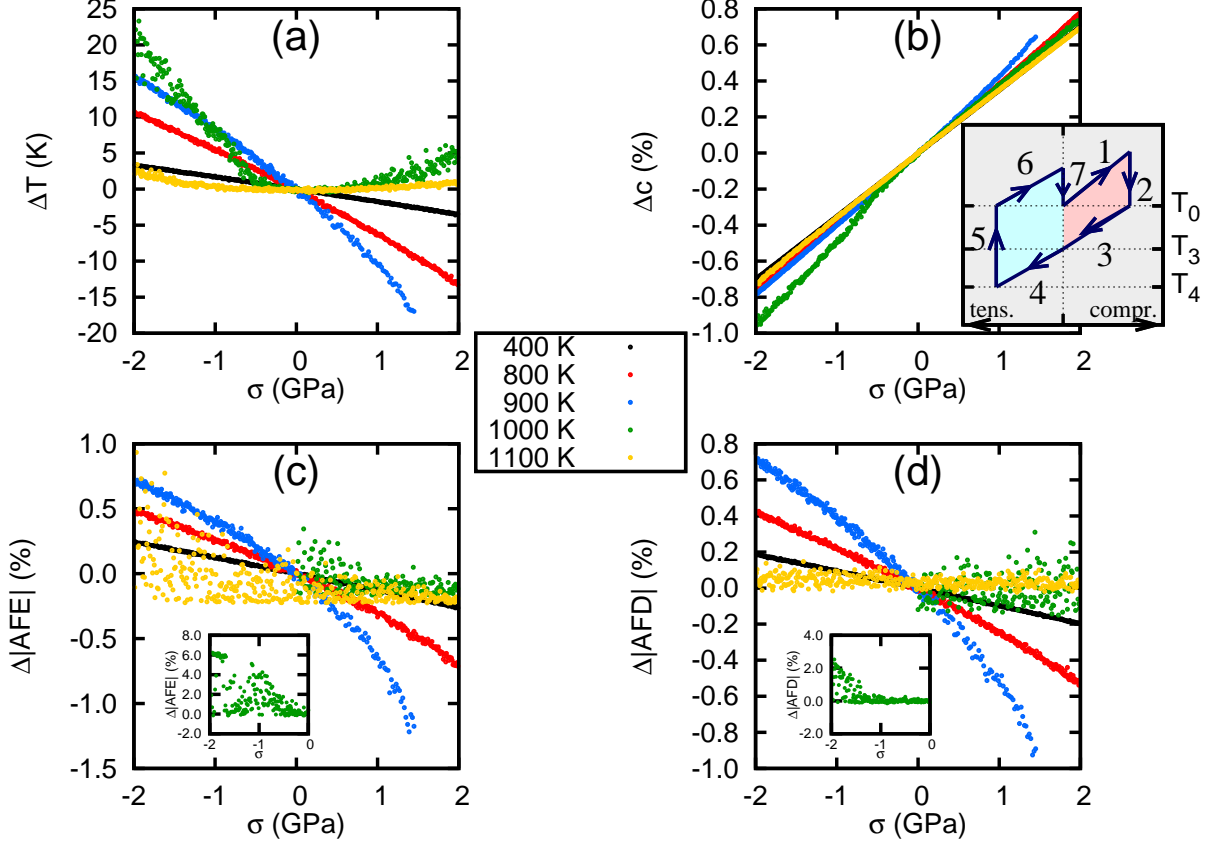 (a)
25
20
15
10
5
0
-5
-10
-15
-20
ΔT (K)
-2 -1 0 1 2
σ (GPa)
(b)
0.8
0.6
0.4
0.2
0.0
-0.2
-0.4
-0.6
-0.8
-1.0
Δc (%)
-2 -1 0 1 2
σ (GPa)
6 7 1 2
5 3 4
T0
T3
T4
tens. compr.
400 K
800 K
900 K
1000 K
1100 K
(c)
1.0
0.5
0.0
-0.5
-1.0
-1.5
Δ|AFE| (%)
-2 -1 0 1 2
σ (GPa)
8.0
6.0
4.0
2.0
0.0
-2.0
Δ|AFE| (%)
-2 -1 0
σ
(d)
0.8
0.6
0.4
0.2
0.0
-0.2
-0.4
-0.6
-0.8
-1.0
Δ|AFD| (%)
-2 -1 0 1 2
σ (GPa)
4.0
2.0
0.0
-2.0
Δ|AFD| (%)
-2 -1 0
σ